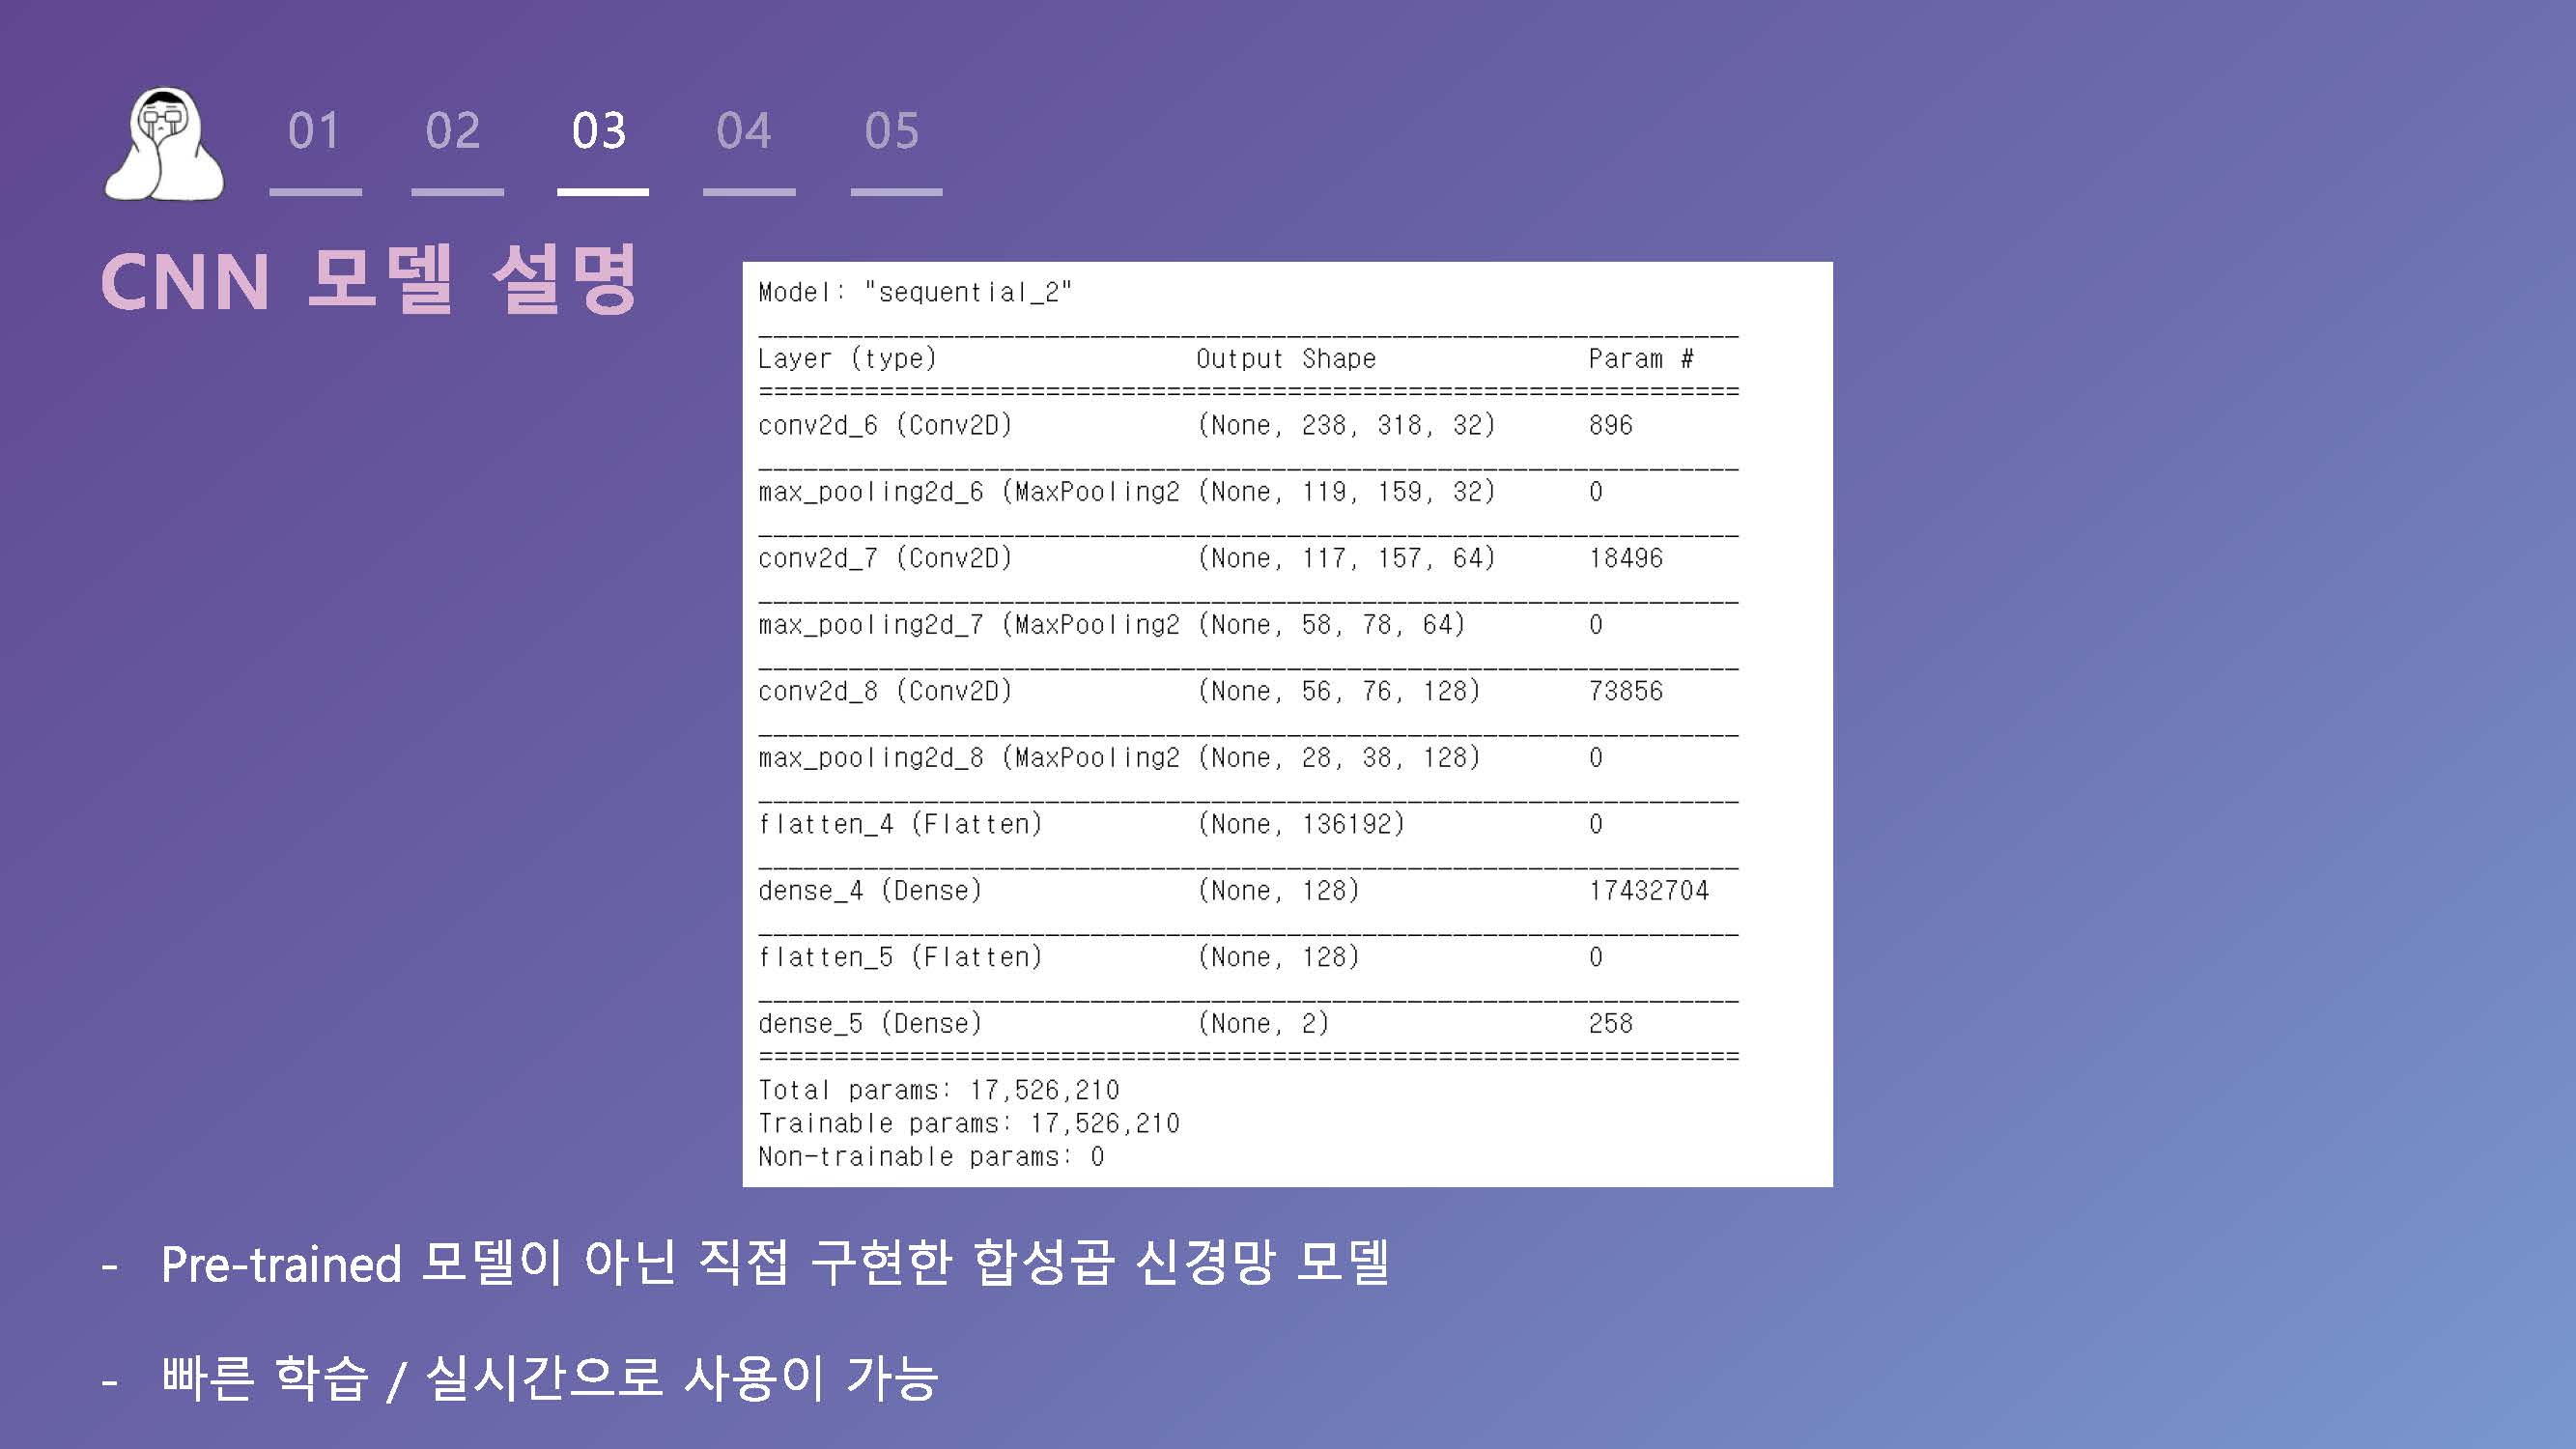 01 02 03 04 05
CNN 모델 설명
Model: "sequential_2"
Layer (type) Output Shape Param #
conv2d_6 (Conv2D) (None, 238, 318, 32) 896
max_pooling2d_6 (MaxPooling2 (None, 119, 159, 32) 0
conv2d_7 (Conv2D) (None, 117, 157, 64) 18496
max_pooling2d_7 (MaxPooling2 (None, 58, 78, 64) 0
conv2d_8 (Conv2D) (None, 56, 76, 128) 73856
max_pooling2d_8 (MaxPooling2 (None, 28, 38, 128) 0
flatten_4 (Flatten) (None, 136192) 0
dense_4 (Dense) (None, 128) 17432704
flatten_5 (Flatten) (None, 128) 0
dense_5 (Dense) (None, 2) 258
Total params: 17,526,210
Trainable params: 17,526,210
Non-trainable params: 0
- Pre-trained 모델이 아닌 직접 구현한 합성곱 신경망 모델
- 빠른 학습 / 실시간으로 사용이 가능